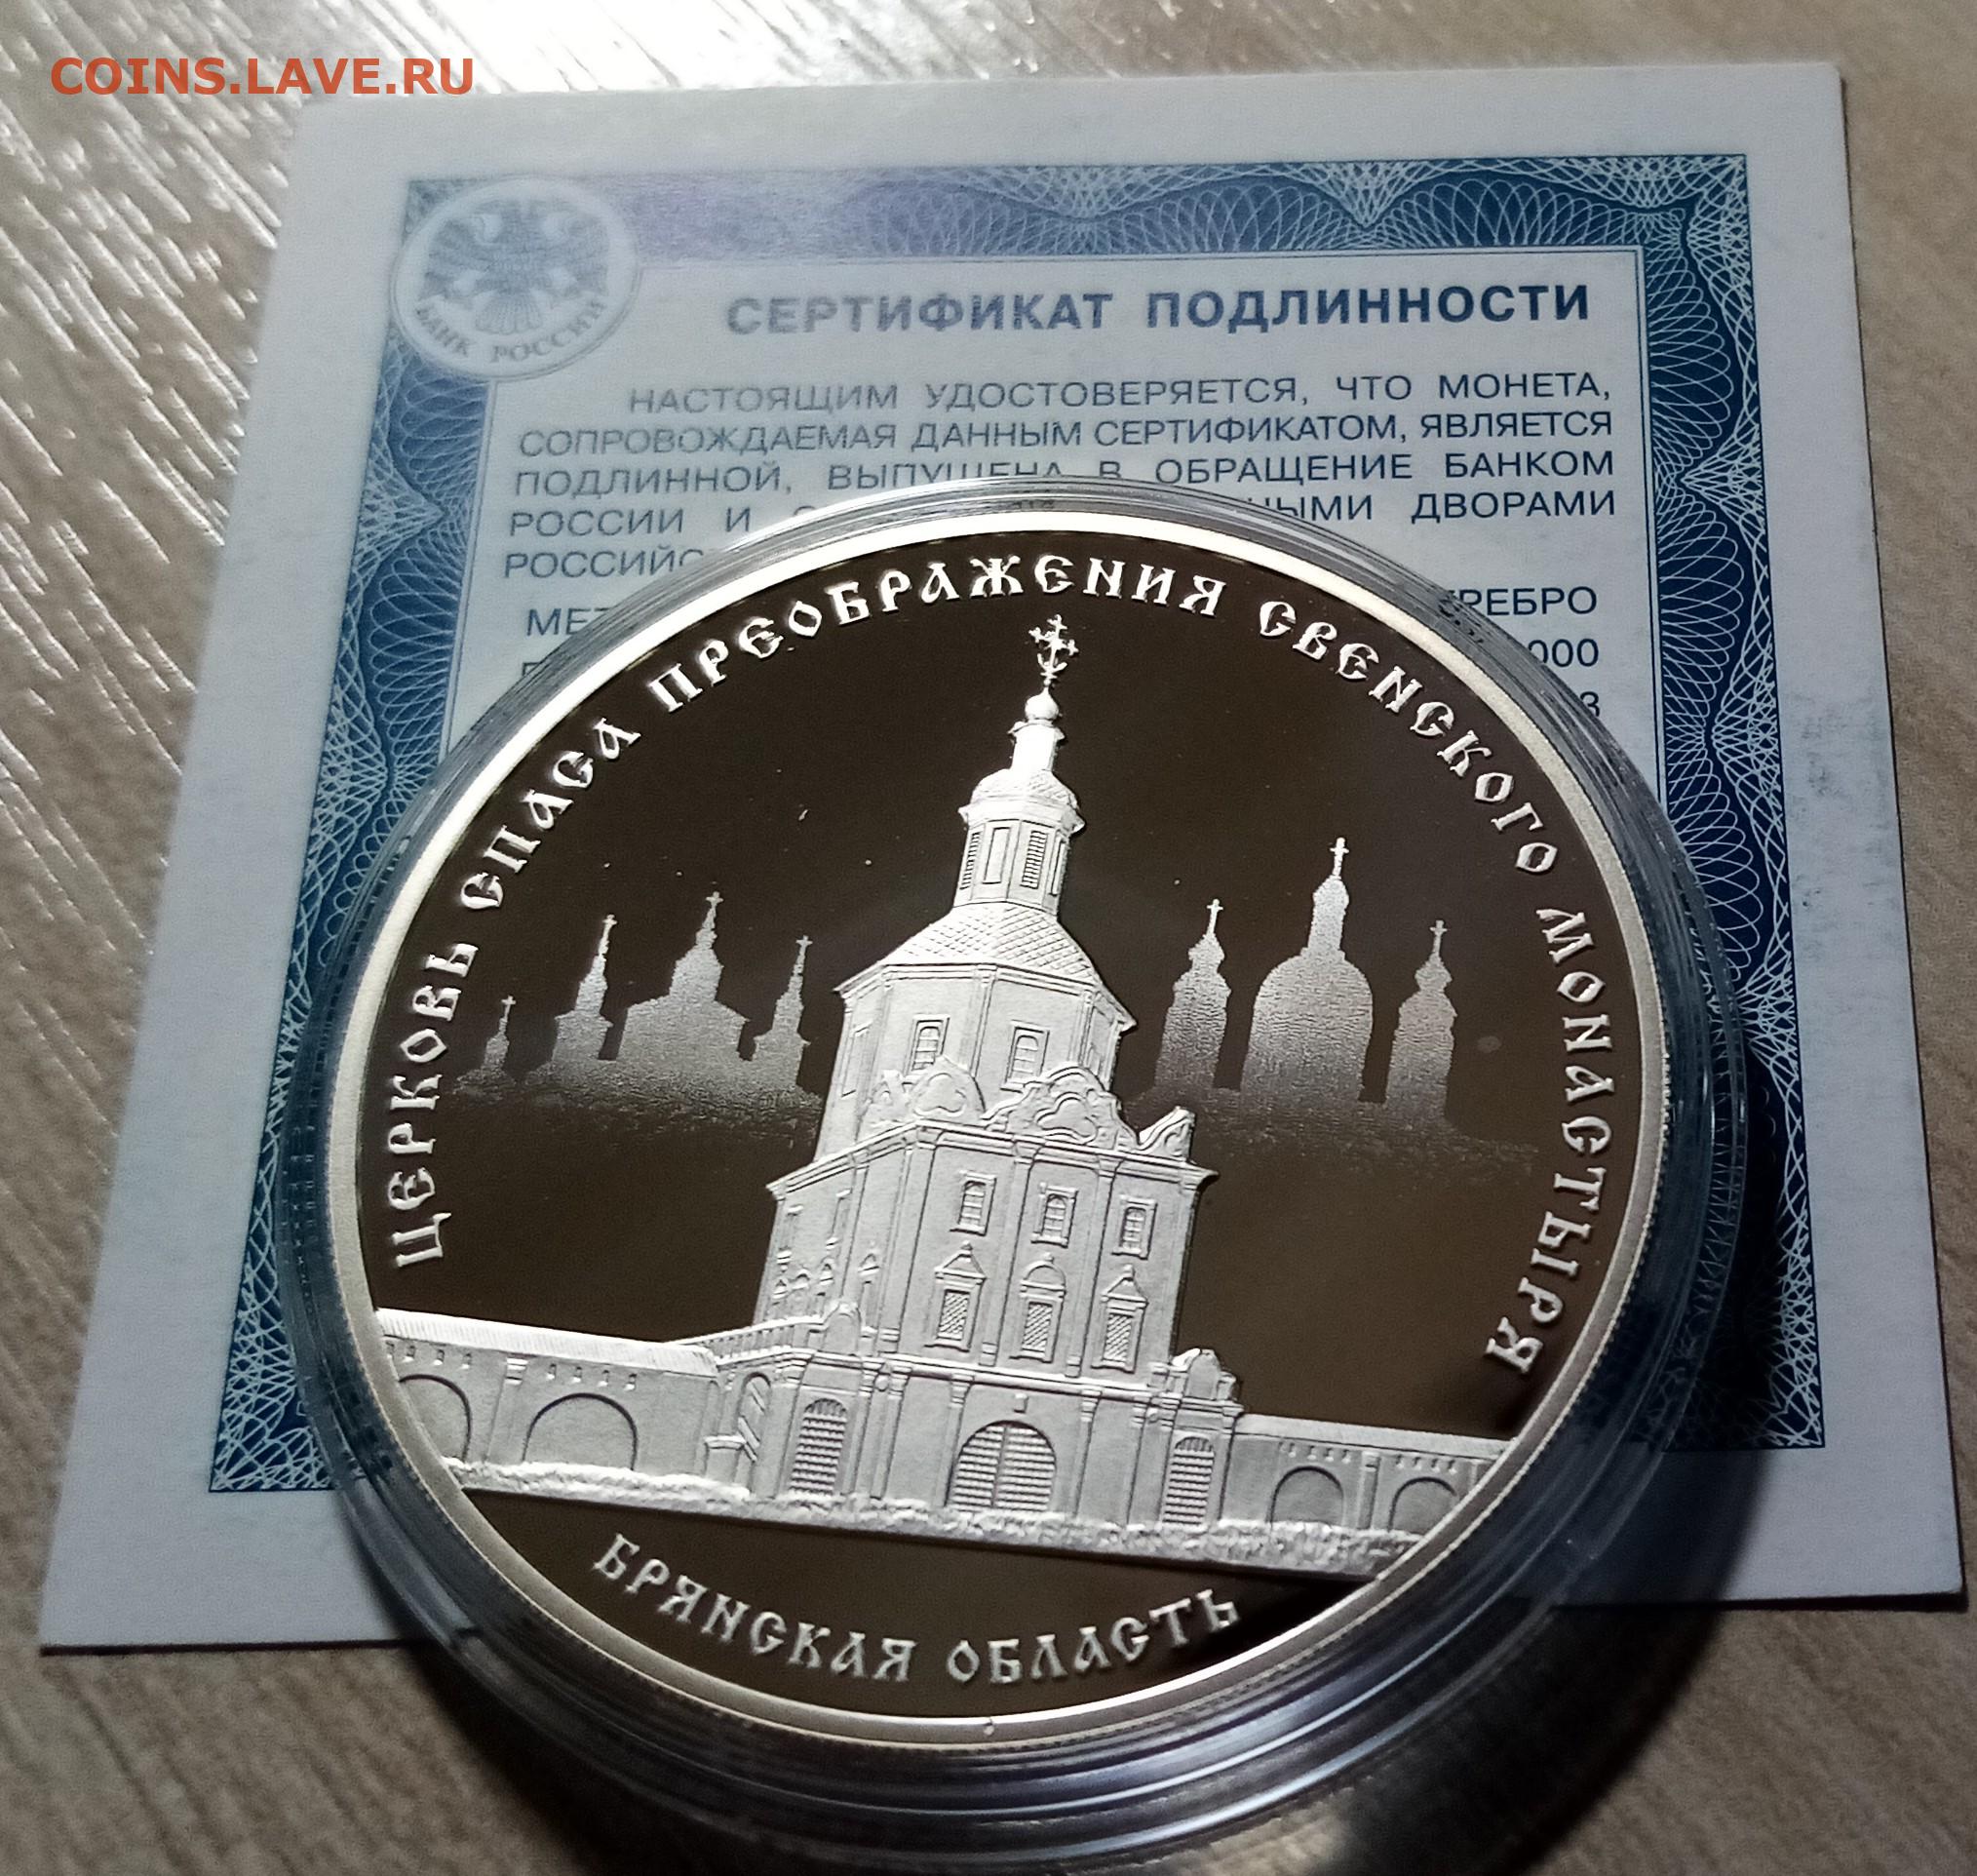 COINS.LAVE.RU
БАНК РОССИИ
СЕРТИФИКАТ ПОДЛИННОСТИ
НАСТОЯЩИМ УДОСТОВЕРЯЕТСЯ, ЧТО МОНЕТА,
СОПРОВОЖДАЕМАЯ ДАННЫМ СЕРТИФИКАТОМ, ЯВЛЯЕТСЯ
ПОДЛИННОЙ, ВЫПУЩЕНА В ОБРАЩЕНИЕ БАНКОМ
РОССИИ И ДВОРАМИ
ЦЕРКОВЬ СПАСА ПРЕОБРАЖЕНИЯ СВЕНСКОГО МОНАСТЫРЯ
БРЯНСКАЯ ОБЛАСТЬ